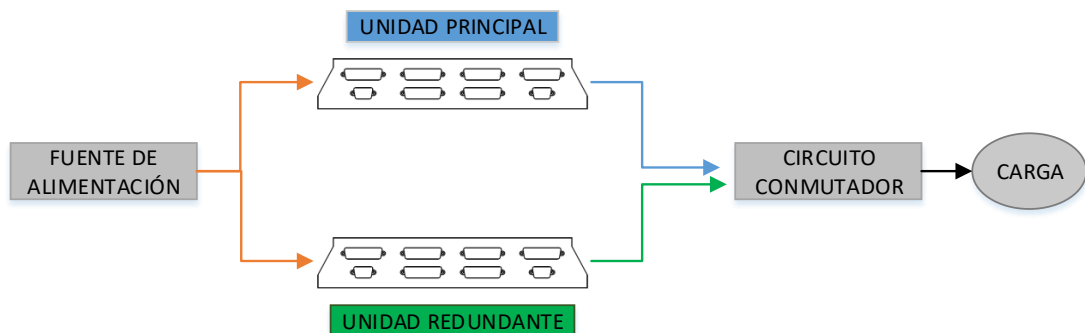 UNIDAD PRINCIPAL
FUENTE DE
ALIMENTACIÓN
CIRCUITO
CONMUTADOR
CARGA
UNIDAD REDUNDANTE